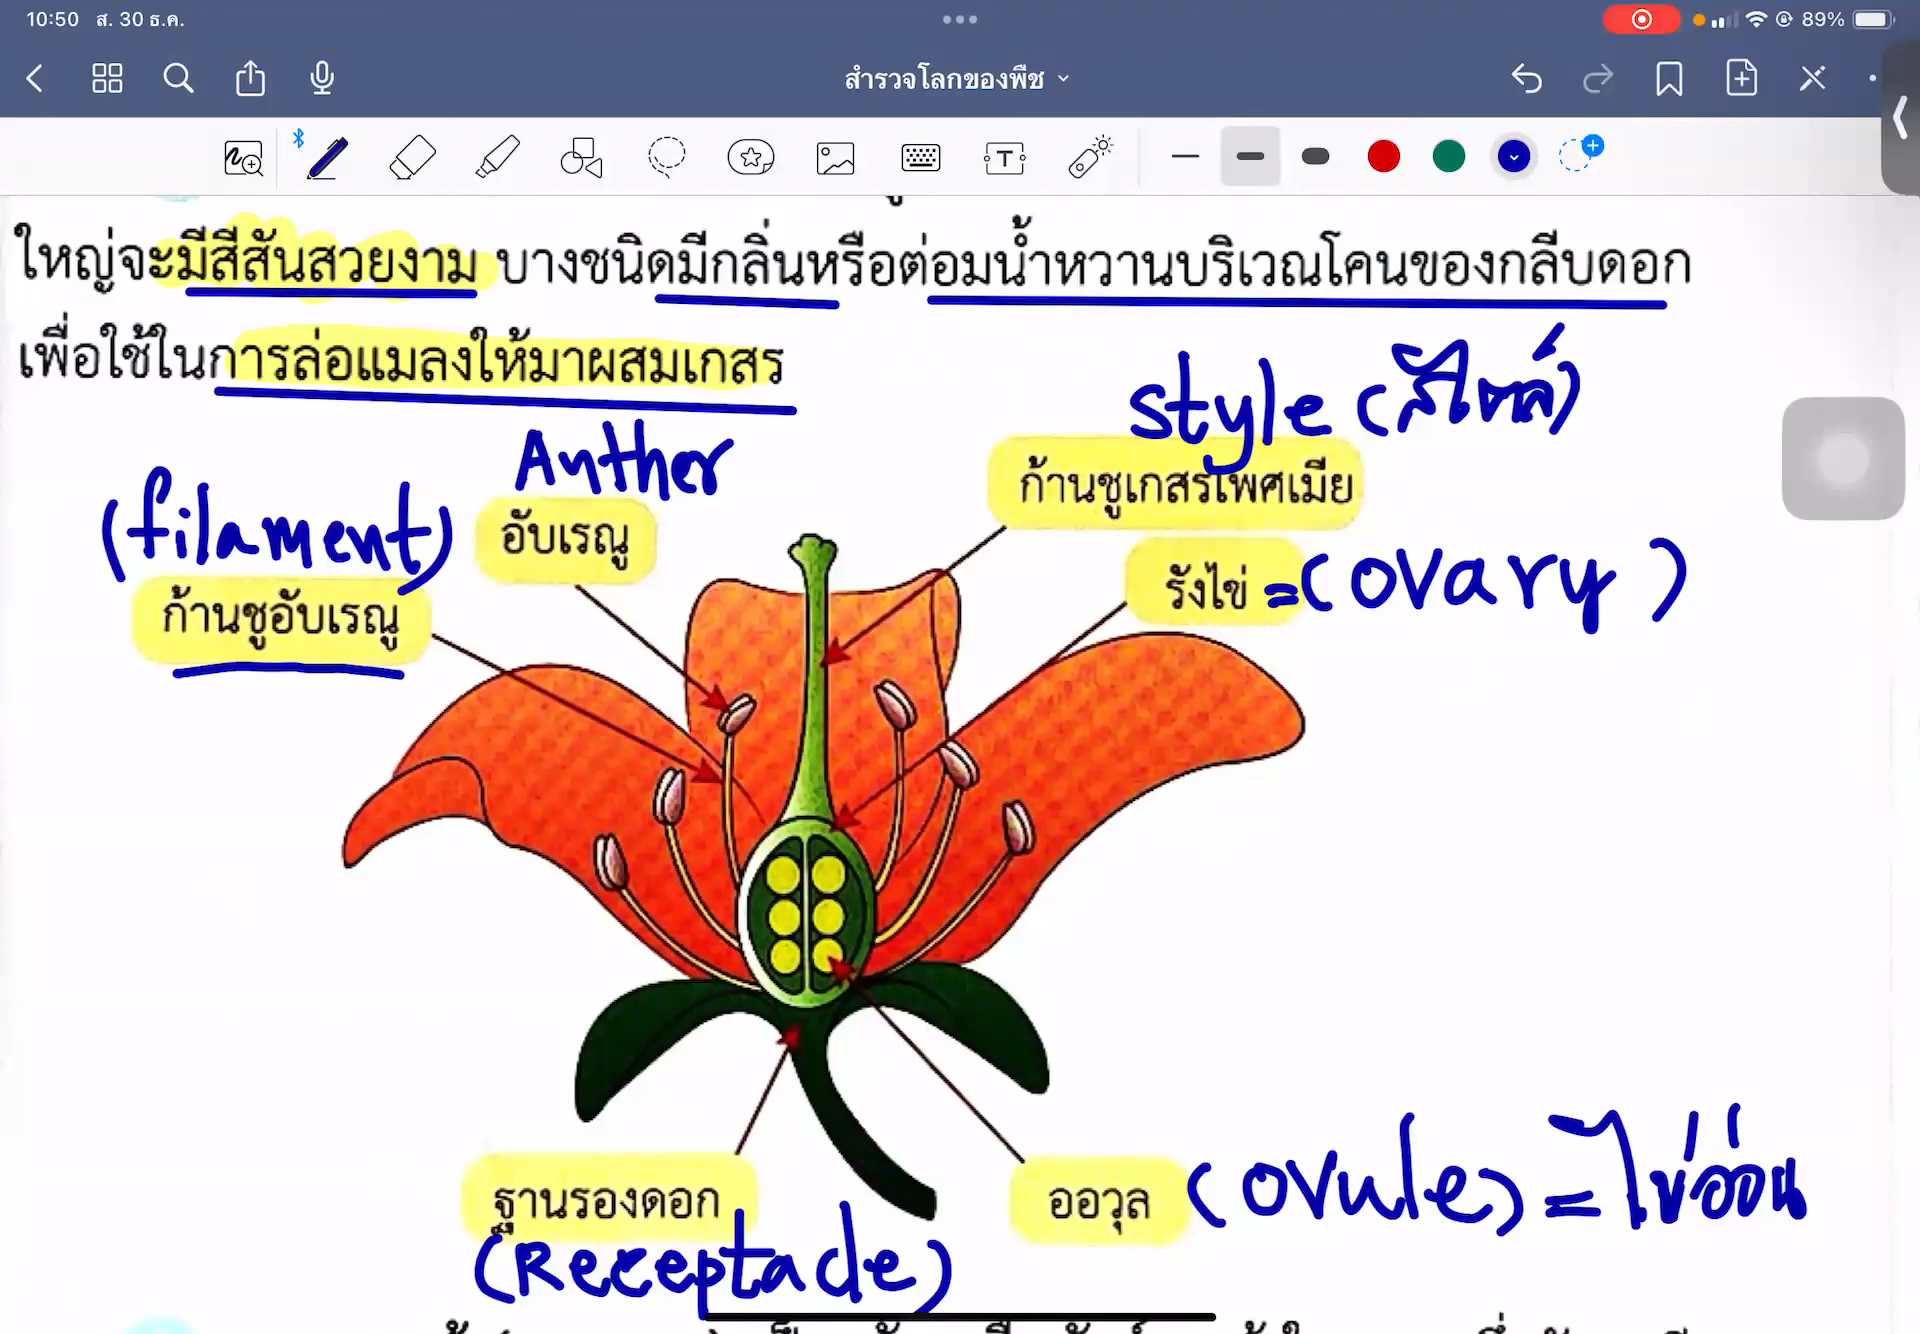 10:50 ส. 30 ธ.ค.
89%
สำรวจโลกของพืช
ใหญ่จะมีสีสันสวยงาม บางชนิดมีกลิ่นหรือต่อมน้ำหวานบริเวณโคนของกลีบดอก
เพื่อใช้ในการล่อแมลงให้มาผสมเกสร
style (สไตล์)
Anther
ก้านชูเกสรเพศเมีย
(filament)
อับเรณู
รังไข่ =(ovary)
ก้านชูอับเรณู
ฐานรองดอก
ออวุล (ovule) = ไข่อ่อน
(Receptacle)